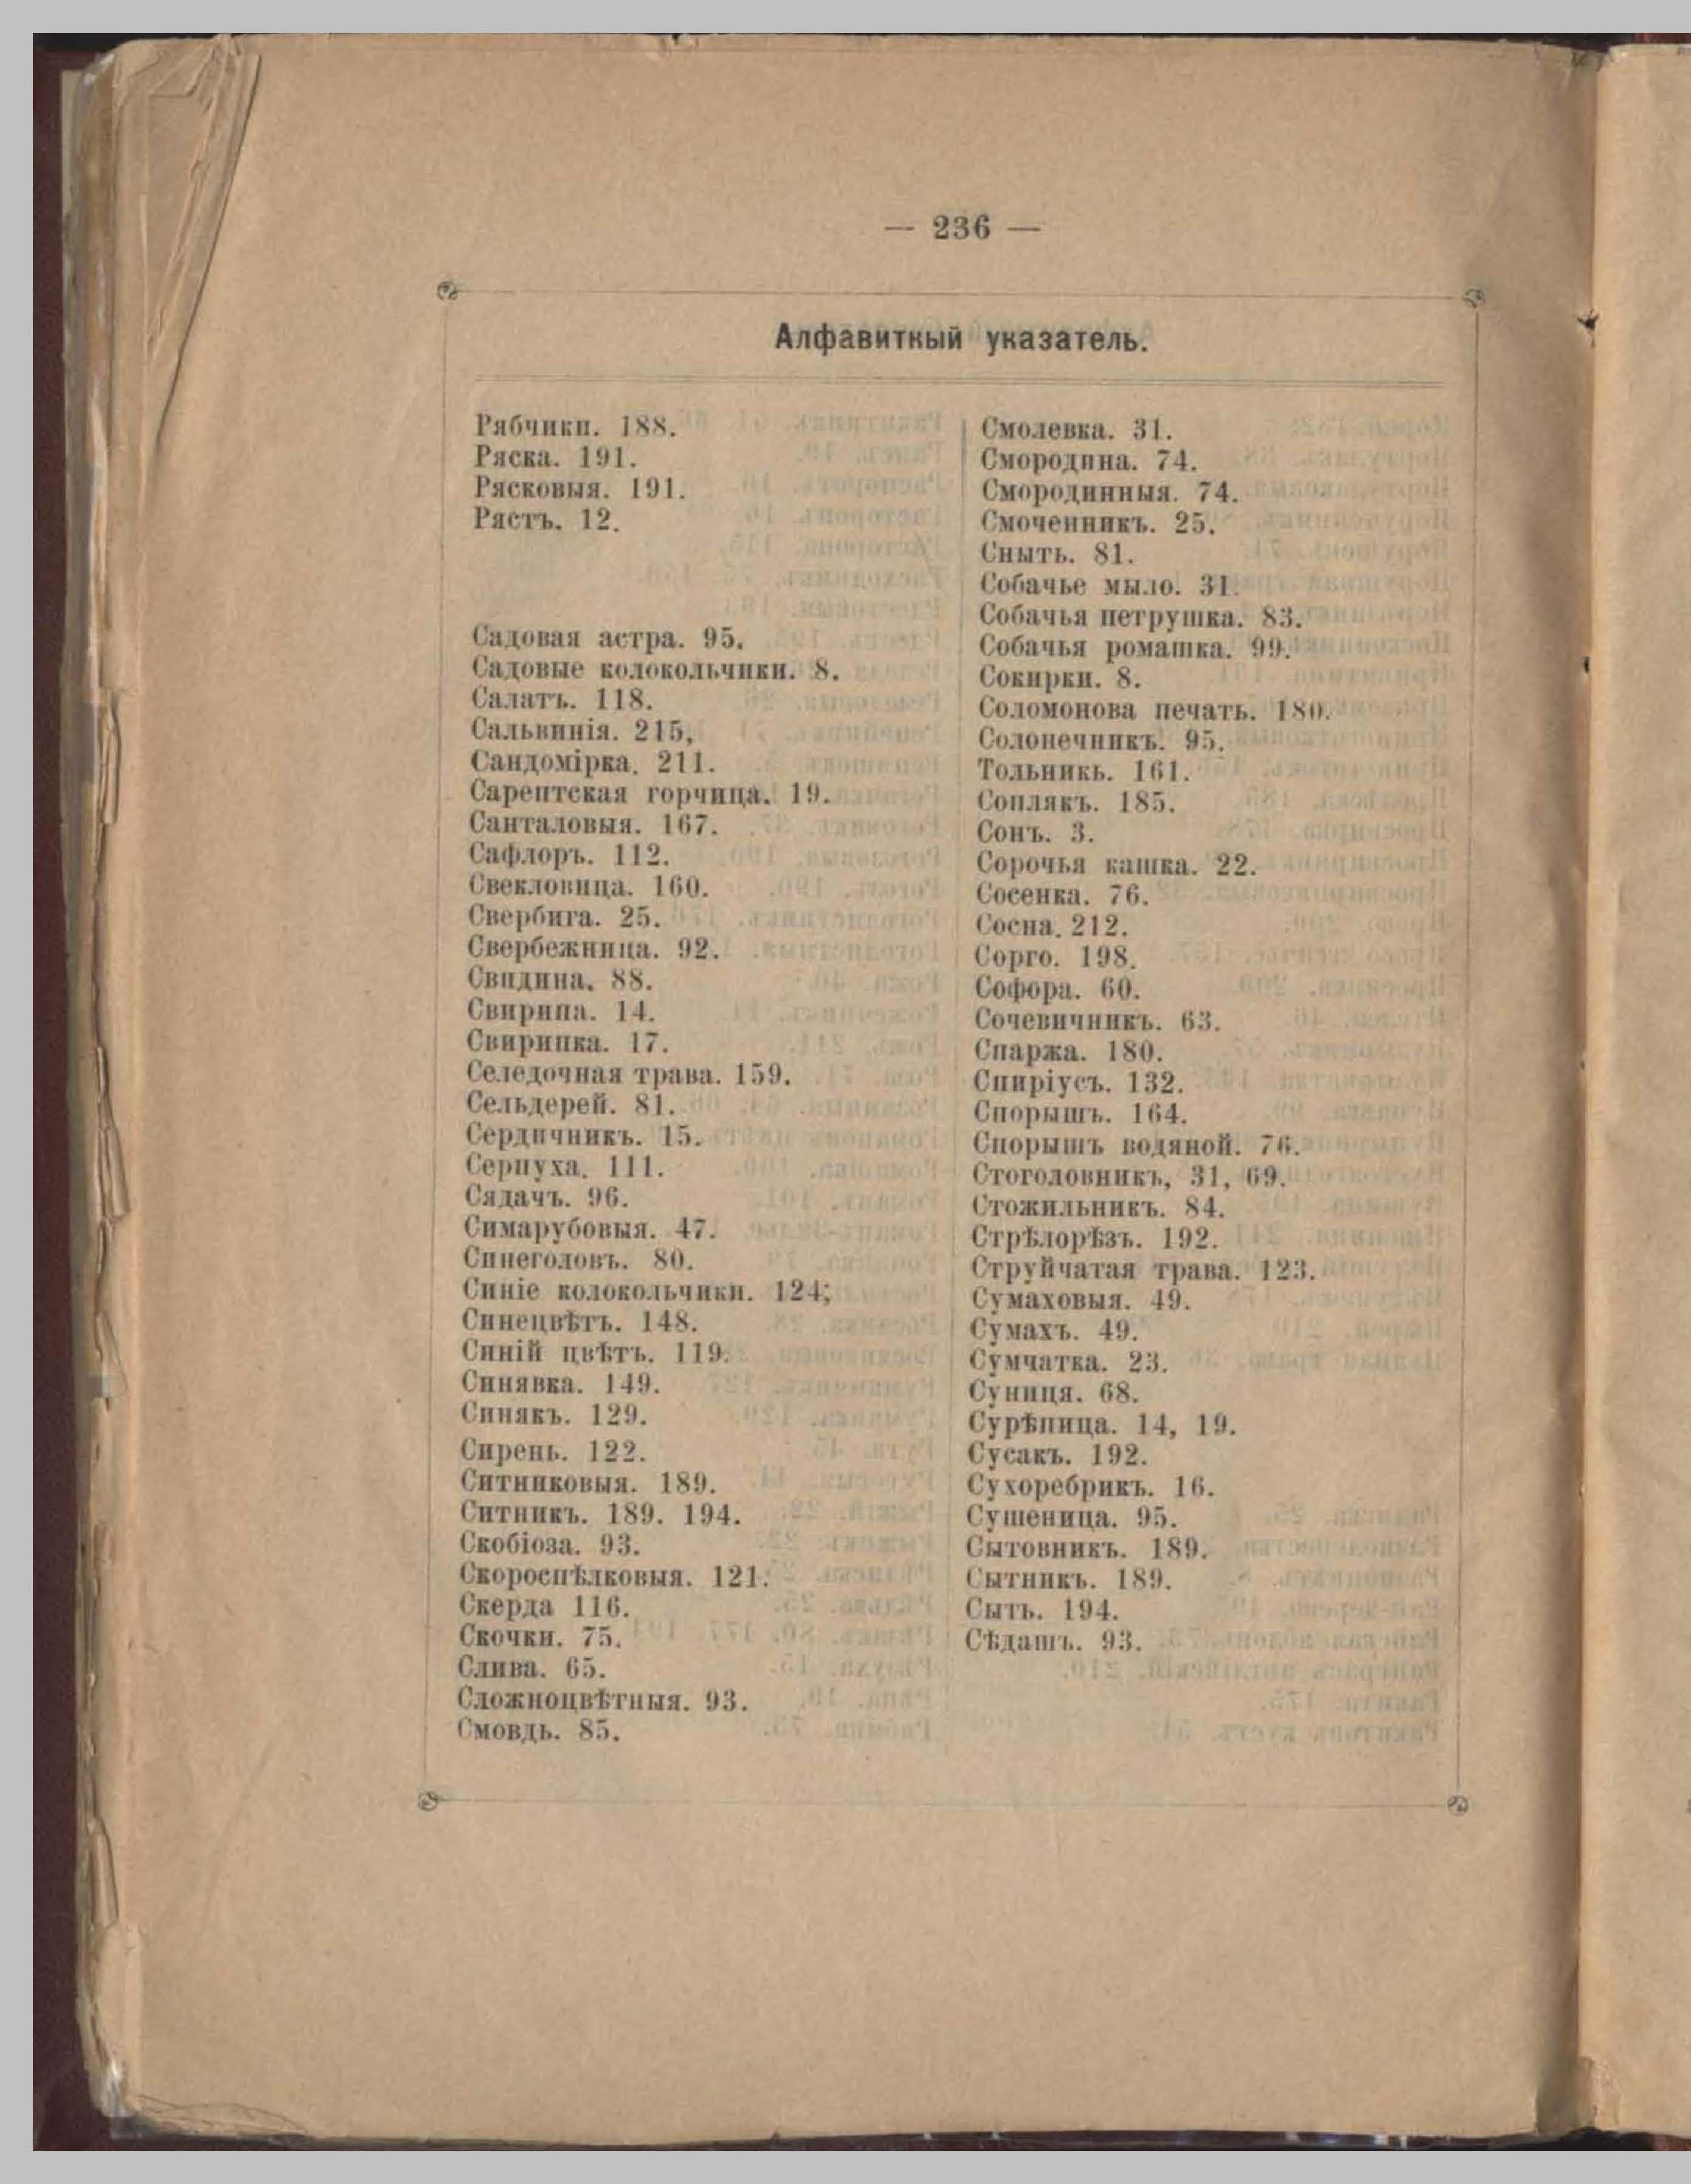 — 236 —
Алфавитный указатель.
Рябчики. 188.
Ряска. 191.
Рясковыя. 191.
Рястъ. 12.
Садовая астра. 95.
Садовые колокольчики. 8.
Салатъ. 118.
Сальвинія. 215,
Сандомірка. 211.
Сарептская горчица. 19.
Санталовыя. 167.
Сафлоръ. 112.
Свекловица. 160.
Свербига. 25.
Свербежница. 92.
Свидина. 88.
Свирипа. 14.
Свирипка. 17.
Селедочная трава. 159.
Сельдерей. 81.
Сердичникъ. 15.
Серпуха. 111.
Сядачъ. 96.
Симарубовыя. 47.
Синеголовъ. 80.
Синіе колокольчики. 124;
Синецвѣтъ. 148.
Синій цвѣтъ. 119.
Синявка. 149.
Синякъ. 129.
Сирень. 122.
Ситниковыя. 189.
Ситникъ. 189. 194.
Скобіоза. 93.
Скороспѣлковыя. 121.
Скерда 116.
Скочки. 75.
Слива. 65.
Сложноцвѣтныя. 93.
Смовдь. 85.
Смолевка. 31.
Смородина. 74.
Смородинныя. 74.
Смоченникъ. 25.
Сныть. 81.
Собачье мыло. 31.
Собачья петрушка. 83.
Собачья ромашка. 99.
Сокирки. 8.
Соломонова печать. 180.
Солонечникъ. 95.
Тольникь. 161.
Соплякъ. 185.
Сонъ. 3.
Сорочья кашка. 22.
Сосенка. 76.
Сосна. 212.
Сорго. 198.
Софора. 60.
Сочевичникъ. 63.
Спаржа. 180.
Спиріусъ. 132.
Спорышъ. 164.
Спорышъ водяной. 76.
Стоголовникъ, 31, 69.
Стожильникъ. 84.
Стрѣлорѣзъ. 192.
Струйчатая трава. 123.
Сумаховыя. 49.
Сумахъ. 49.
Сумчатка. 23.
Суниця. 68.
Сурѣпица. 14, 19.
Сусакъ. 192.
Сухоребрикъ. 16.
Сушеница. 95.
Сытовникъ. 189.
Сытникъ. 189.
Сыть. 194.
Сѣдашъ. 93.